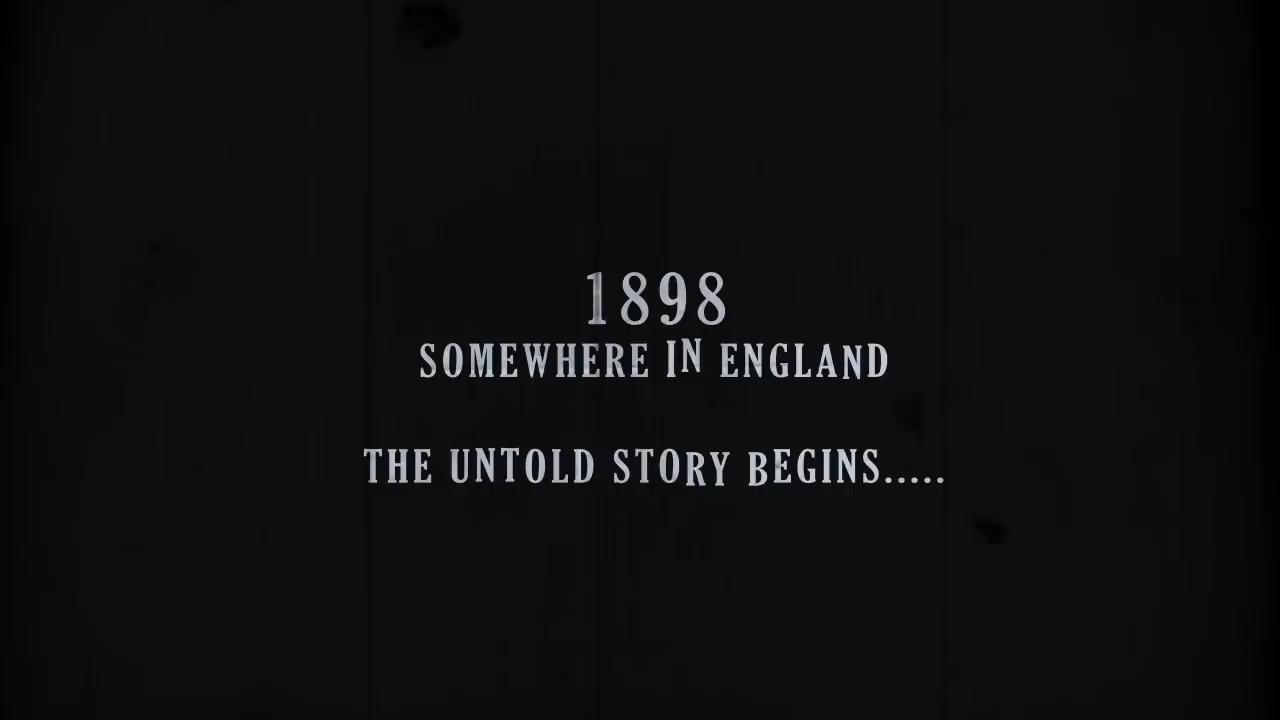 1898
SOMEWHERE IN ENGLAND
THE UNTOLD STORY BEGINS.....